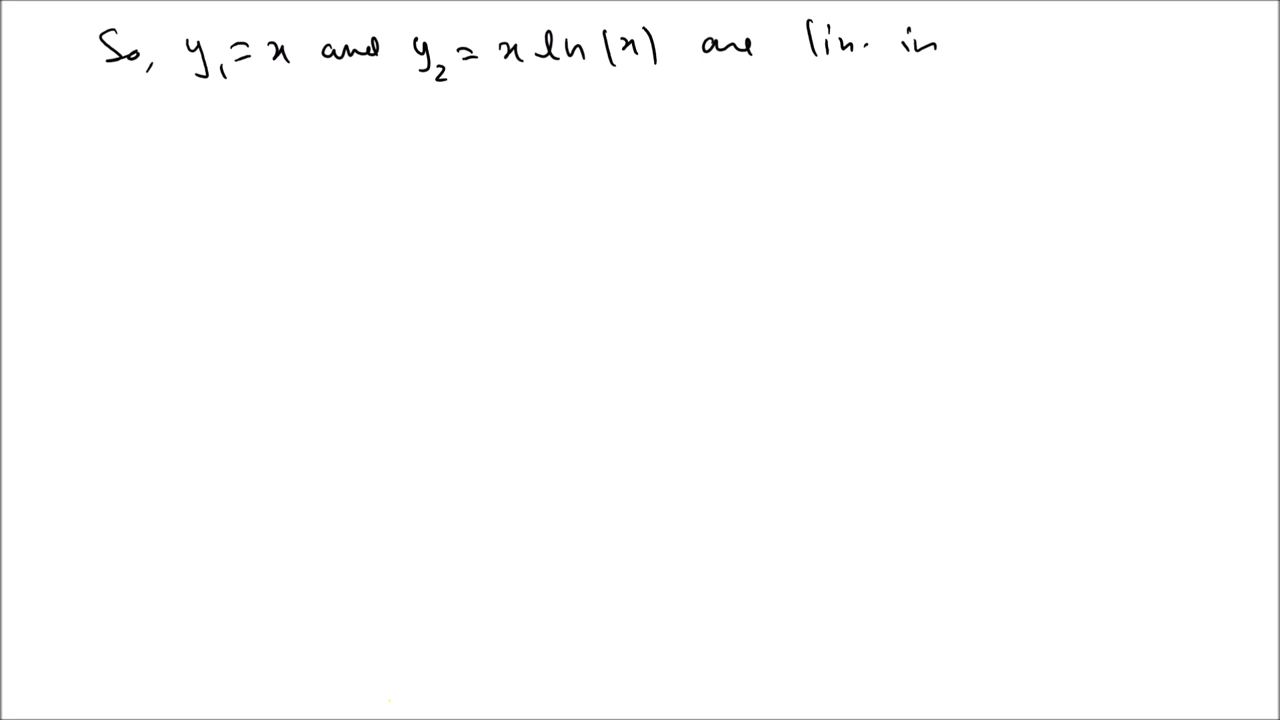 So, y₁ = x and y₂ = x ln(x) are lin. in